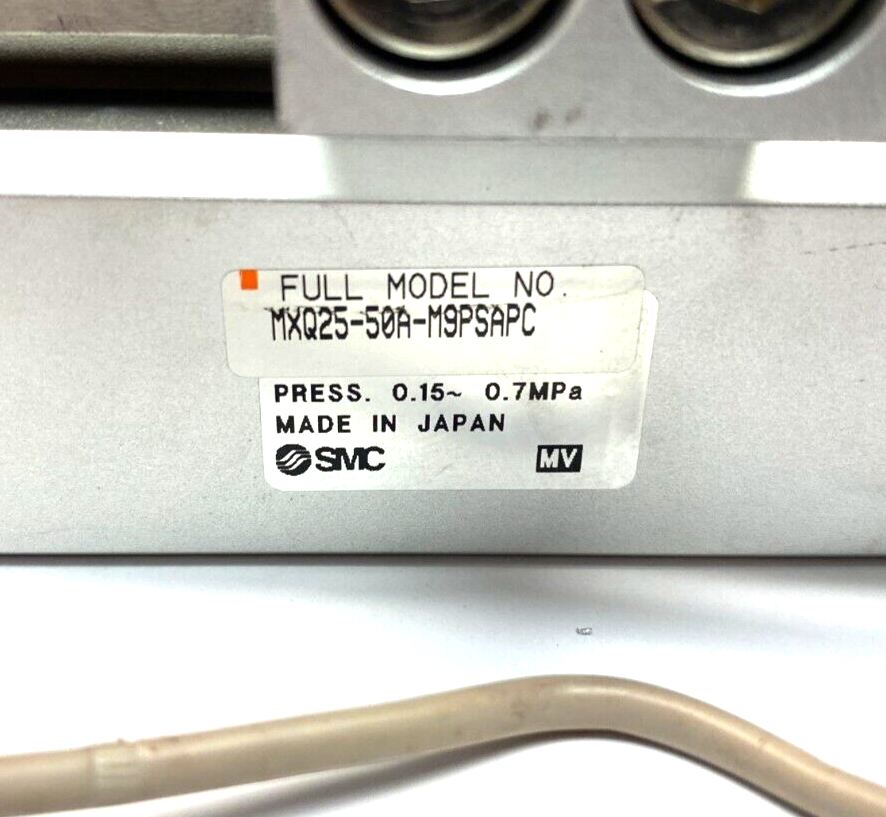 FULL MODEL NO.
MXQ25-50A-M9PSAPC
PRESS. 0.15~ 0.7MPa
MADE IN JAPAN
SMC MV